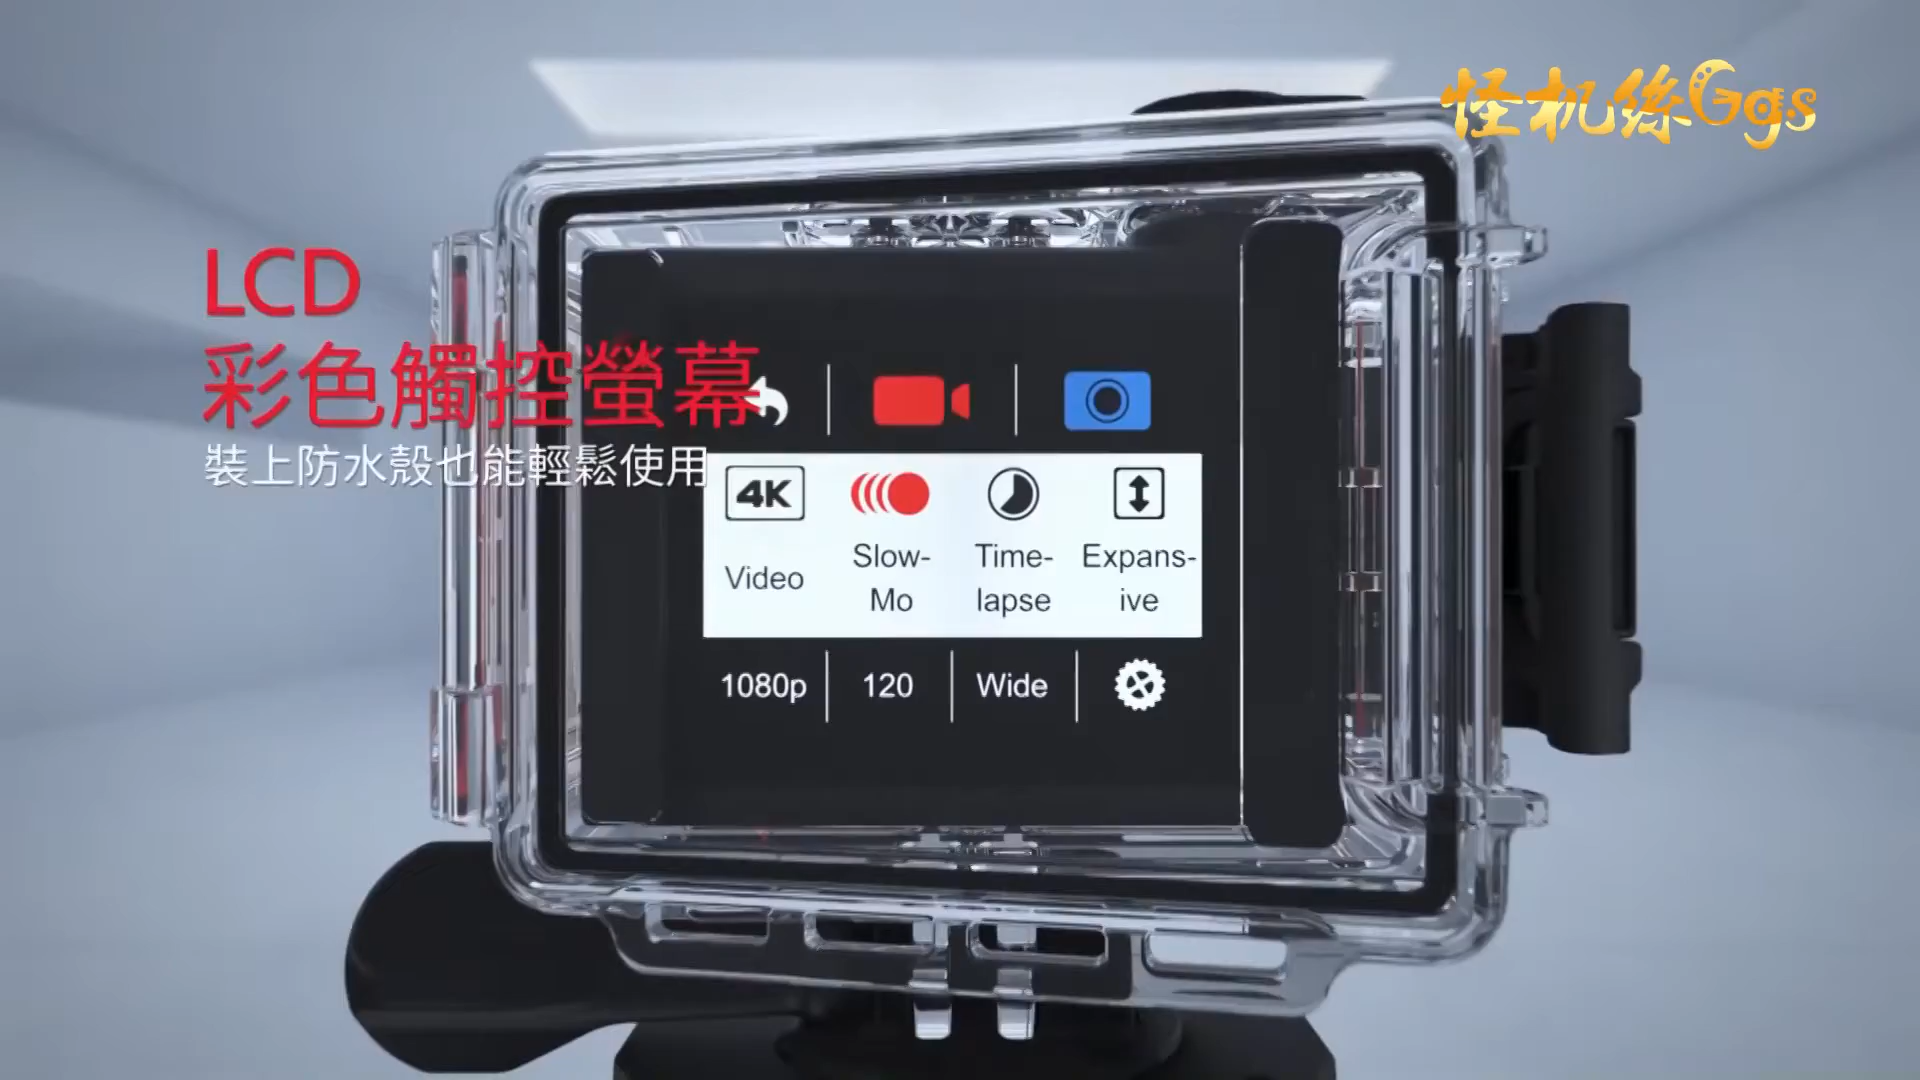 怪机絲Ggs
LCD
彩色觸控螢幕
裝上防水殼也能輕鬆使用
4K
Video
Slow-
Mo
Time-
lapse
Expans-
ive
1080p
120
Wide